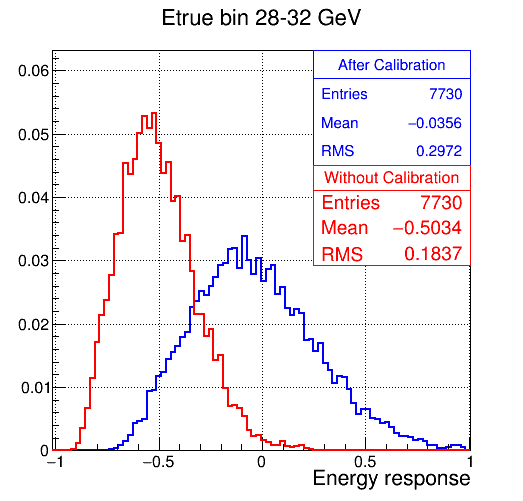 Etrue bin 28-32 GeV
After Calibration
Entries 7730
Mean −0.0356
RMS 0.2972
Without Calibration
Entries 7730
Mean −0.5034
RMS 0.1837
0.06
0.05
0.04
0.03
0.02
0.01
0
−1 −0.5 0 0.5 1
Energy response